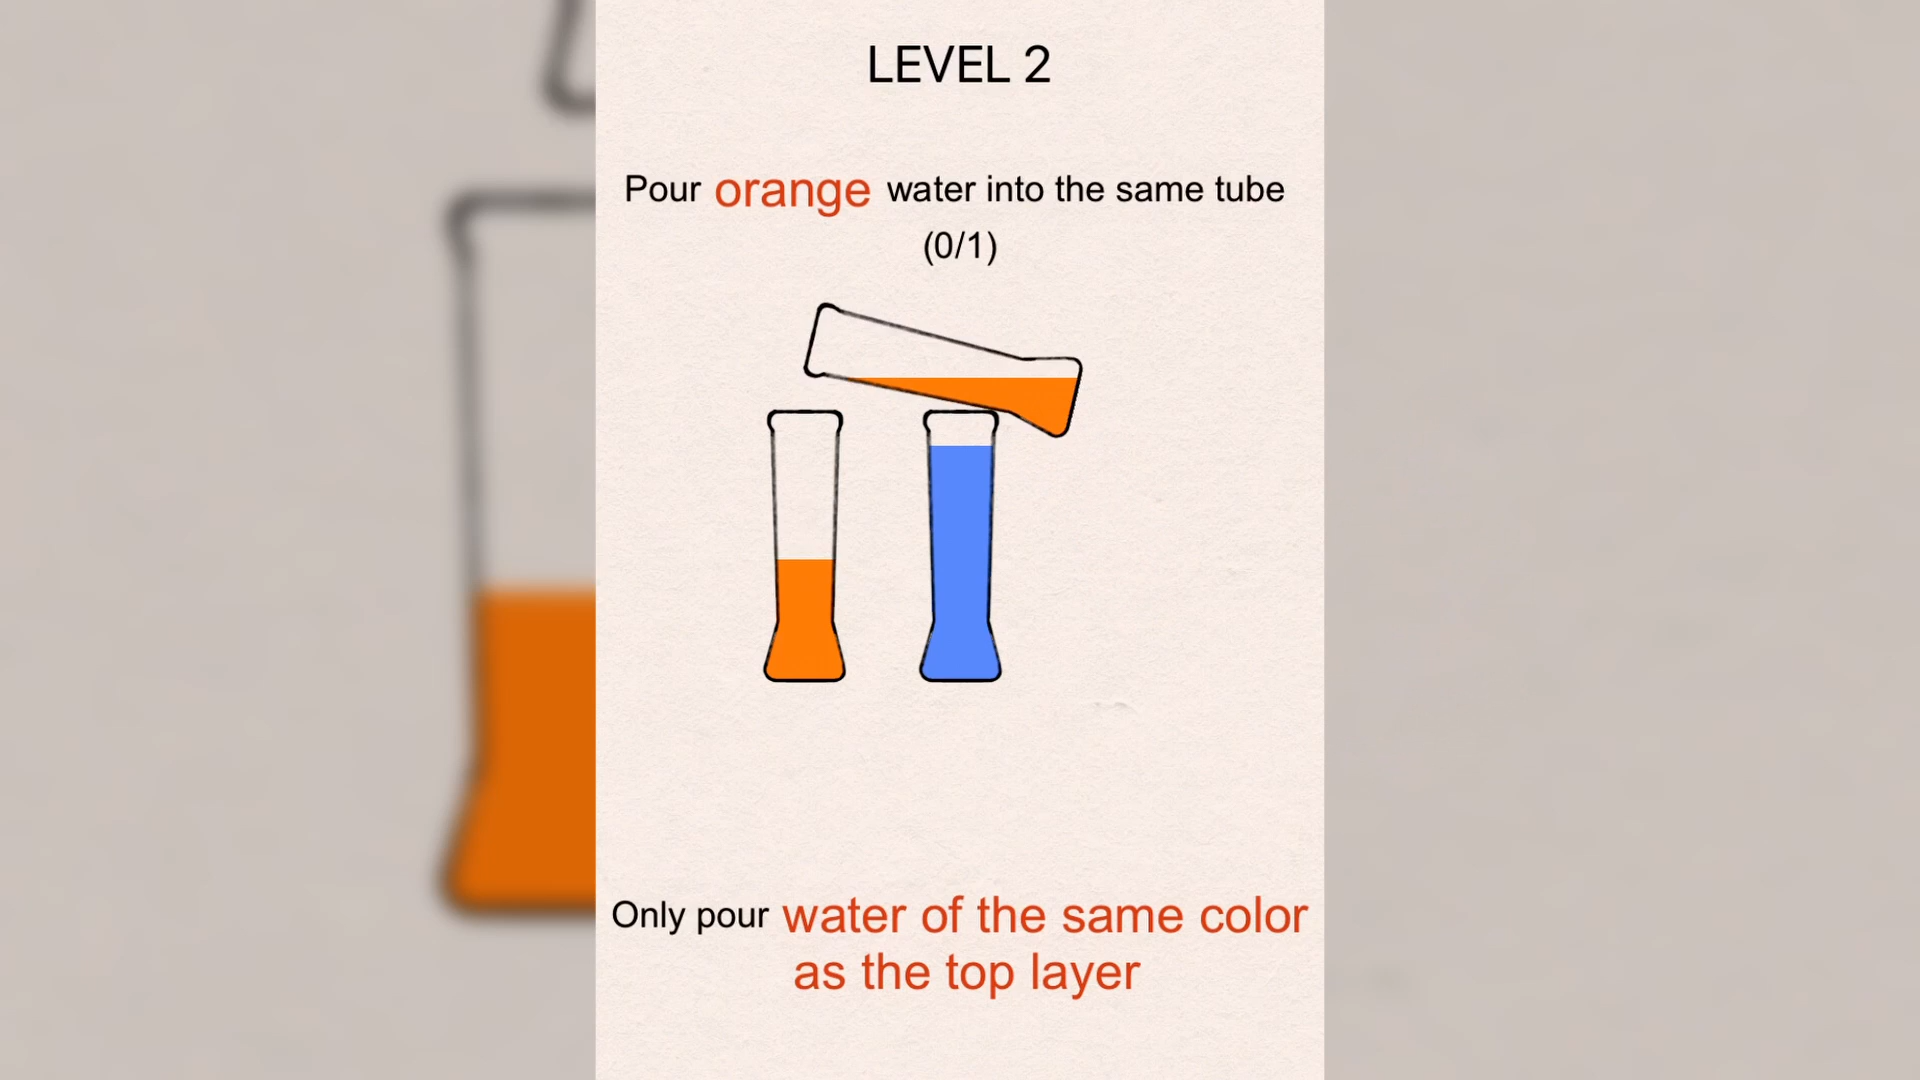 LEVEL 2
Pour orange water into the same tube
(0/1)
Only pour water of the same color
as the top layer